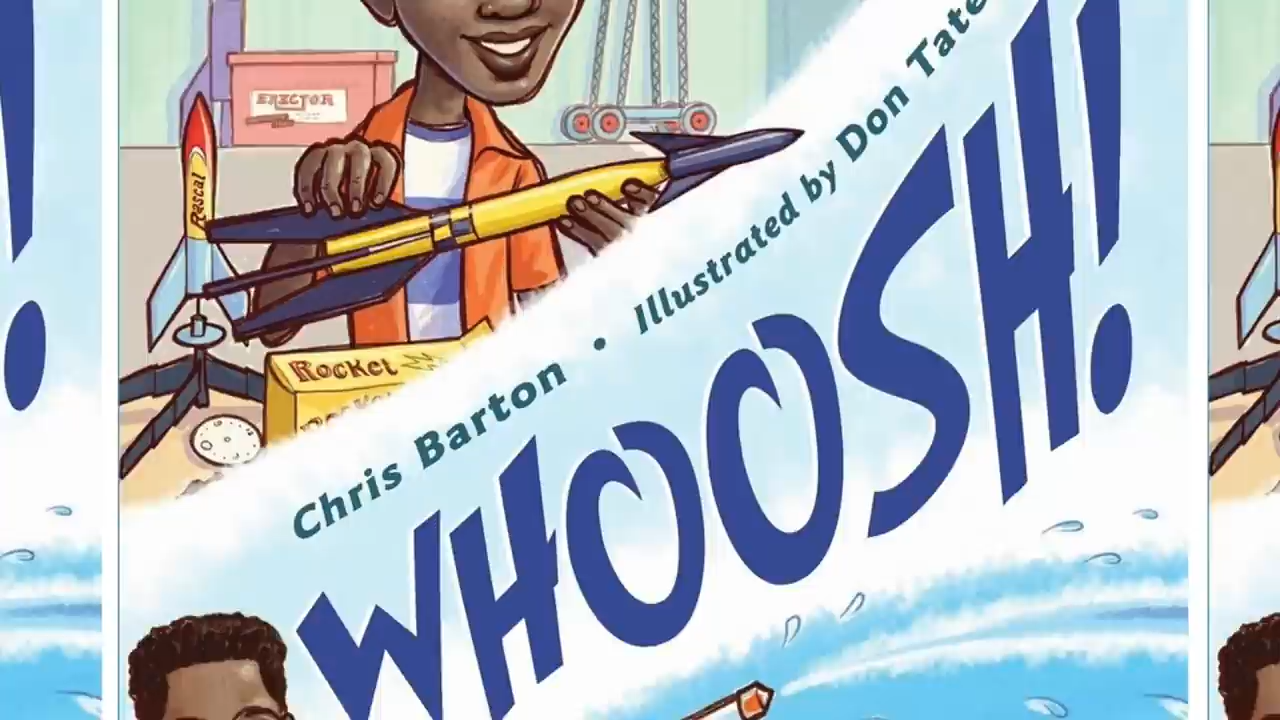 ERECTOR
Rascal
Rocket
Chris Barton • Illustrated by Don Tate
WHOOSH!
!